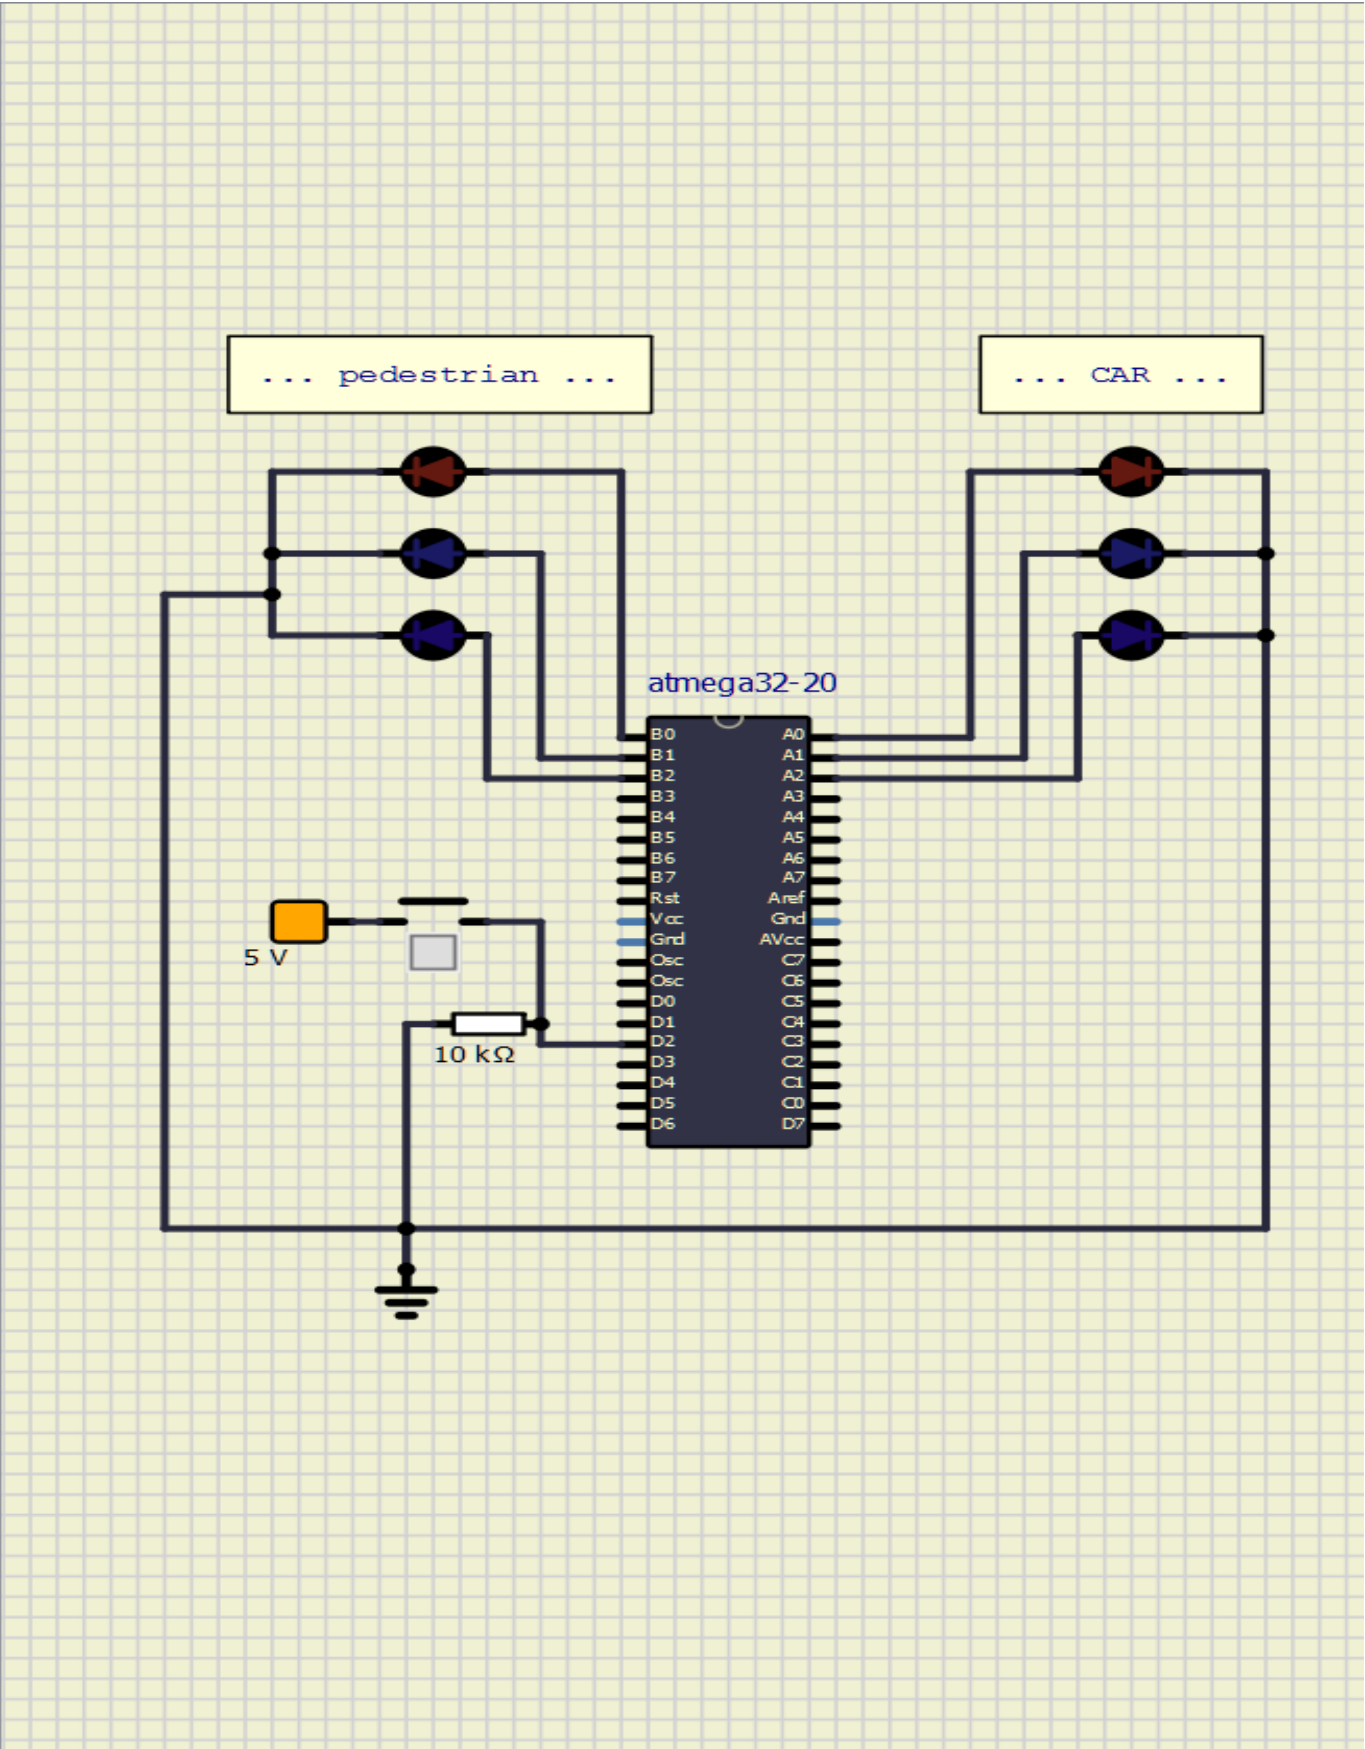 ... pedestrian ...
... CAR ...
atmega32-20
B0 A0
B1 A1
B2 A2
B3 A3
B4 A4
B5 A5
B6 A6
B7 A7
Rst Aref
Vcc Gnd
Gnd AVcc
Osc C7
Osc C6
D0 C5
D1 C4
D2 C3
D3 C2
D4 C1
D5 C0
D6 D7
5 V
10 kΩ